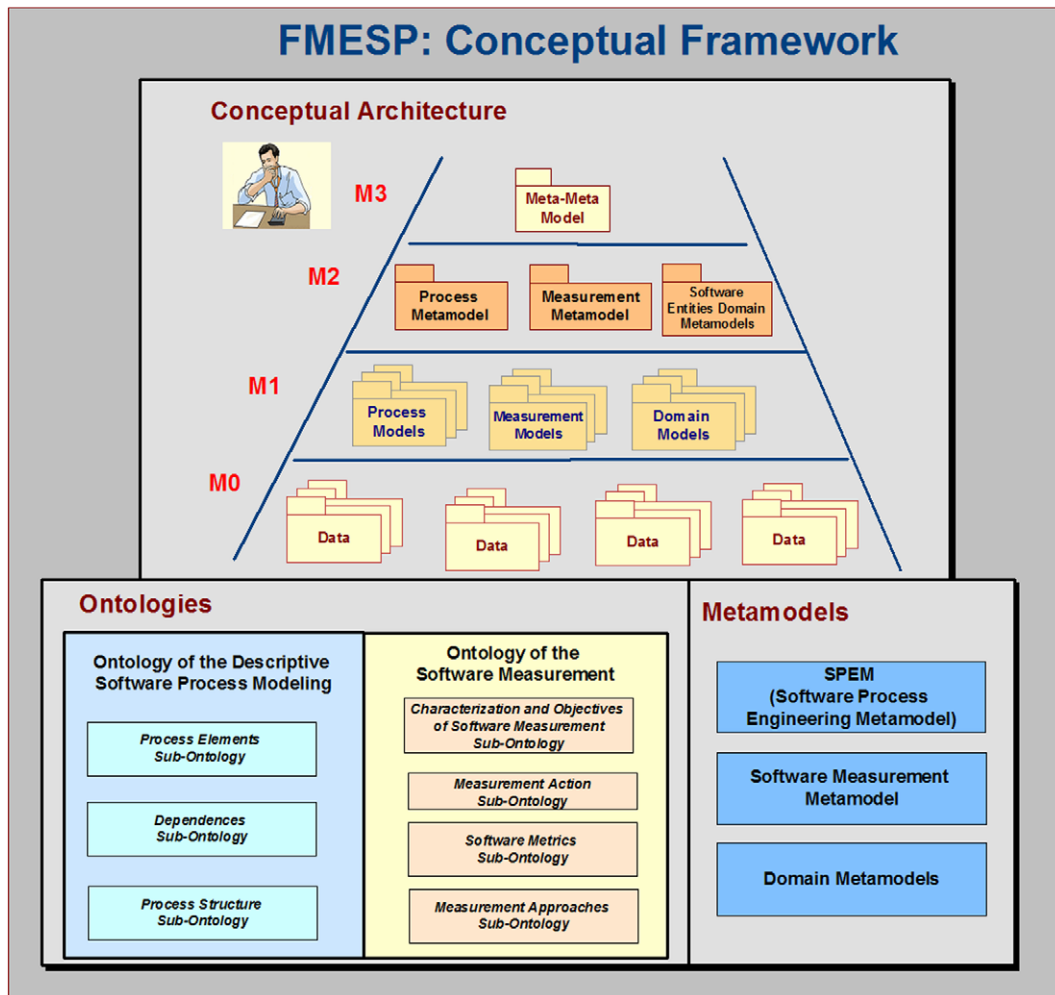 FMESP: Conceptual Framework
Conceptual Architecture
M3
Meta-Meta
Model
M2
Process
Metamodel
Measurement
Metamodel
Software
Entities Domain
Metamodels
M1
Process
Models
Measurement
Models
Domain
Models
M0
Data
Data
Data
Data
Ontologies
Ontology of the Descriptive
Software Process Modeling
Process Elements
Sub-Ontology
Dependences
Sub-Ontology
Process Structure
Sub-Ontology
Ontology of the
Software Measurement
Characterization and Objectives
of Software Measurement
Sub-Ontology
Measurement Action
Sub-Ontology
Software Metrics
Sub-Ontology
Measurement Approaches
Sub-Ontology
Metamodels
SPEM
(Software Process
Engineering Metamodel)
Software Measurement
Metamodel
Domain Metamodels